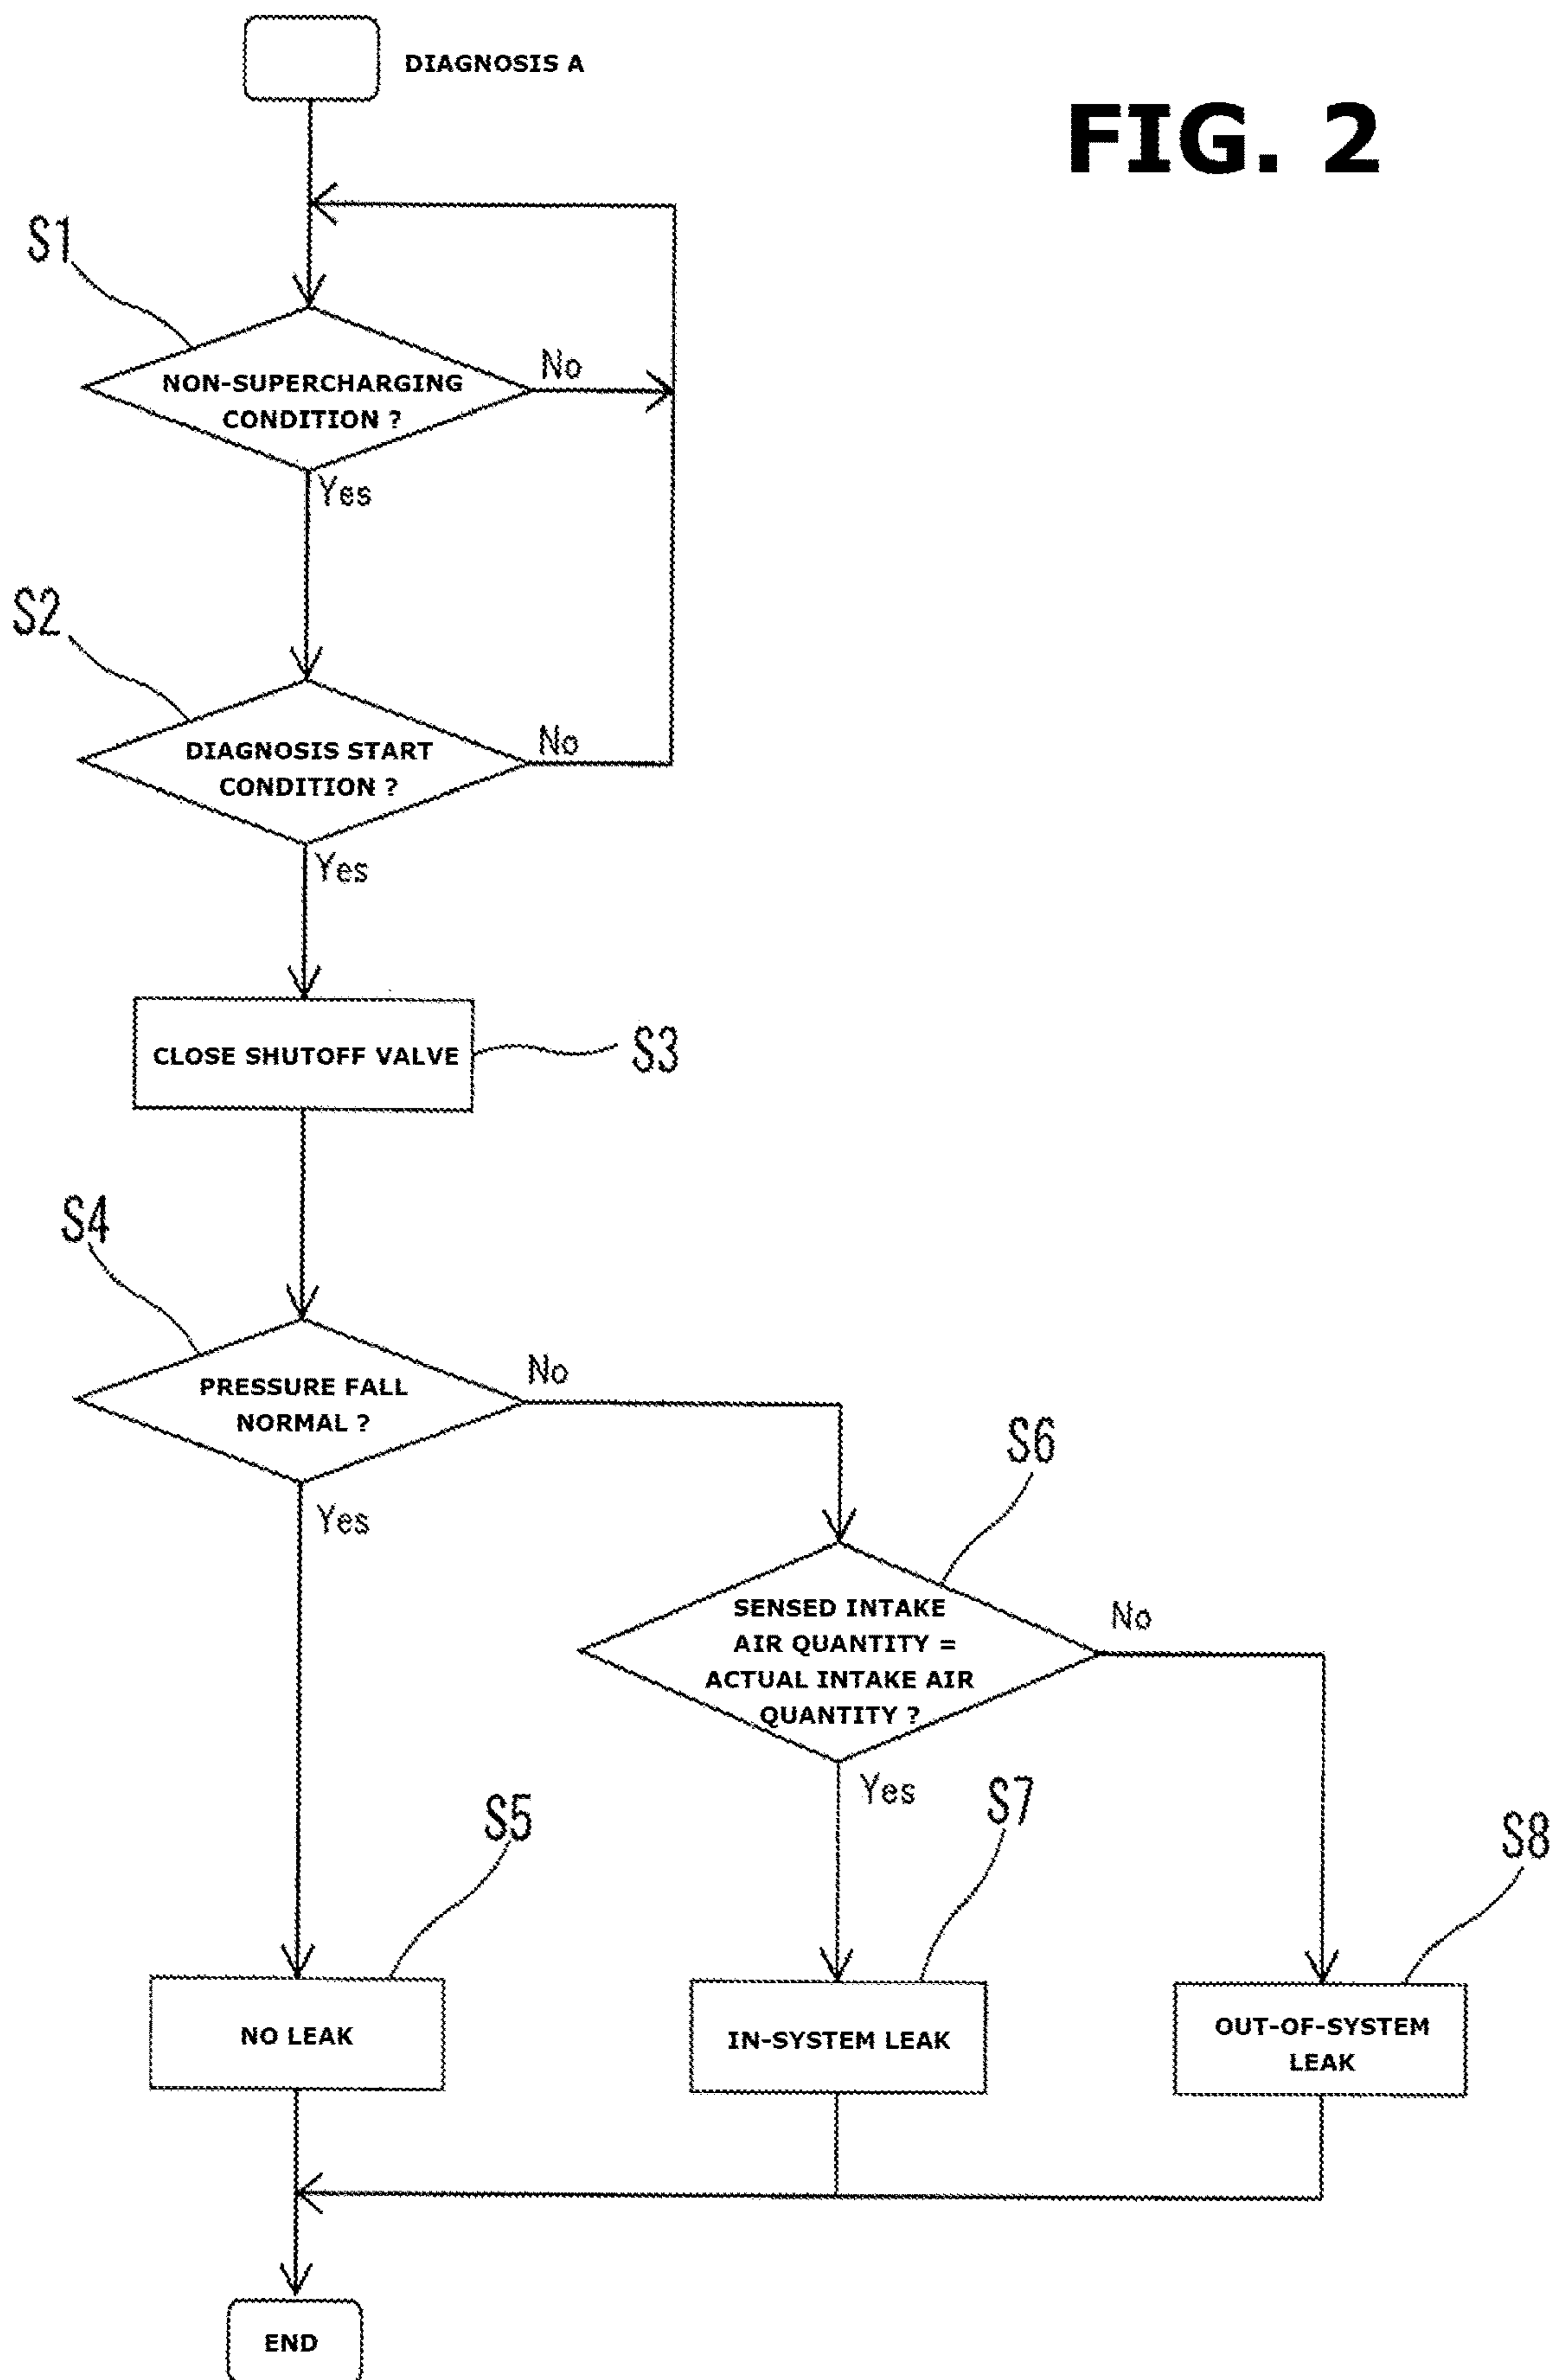 DIAGNOSIS A
FIG. 2
S1
NON-SUPERCHARGING
CONDITION ?
No
Yes
S2
DIAGNOSIS START
CONDITION ?
No
Yes
CLOSE SHUTOFF VALVE
S3
S4
PRESSURE FALL
NORMAL ?
No
Yes
S6
SENSED INTAKE
AIR QUANTITY =
ACTUAL INTAKE AIR
QUANTITY ?
No
Yes
S5
S7
S8
NO LEAK
IN-SYSTEM LEAK
OUT-OF-SYSTEM
LEAK
END